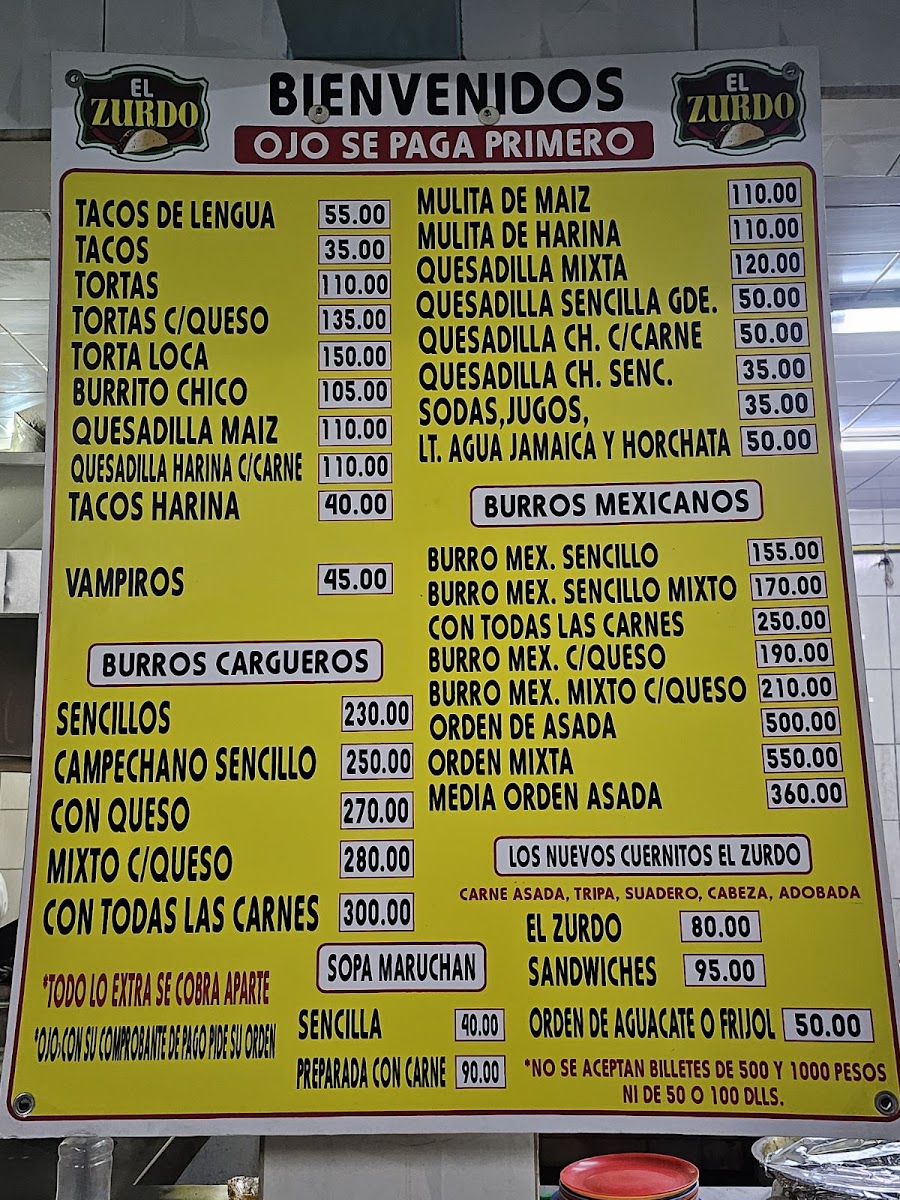 EL
ZURDO
BIENVENIDOS
EL
ZURDO
OJO SE PAGA PRIMERO
TACOS DE LENGUA 55.00
TACOS 35.00
TORTAS 110.00
TORTAS C/QUESO 135.00
TORTA LOCA 150.00
BURRITO CHICO 105.00
QUESADILLA MAIZ 110.00
QUESADILLA HARINA C/CARNE 110.00
TACOS HARINA 40.00
VAMPIROS 45.00
BURROS CARGUEROS
SENCILLOS 230.00
CAMPECHANO SENCILLO 250.00
CON QUESO 270.00
MIXTO C/QUESO 280.00
CON TODAS LAS CARNES 300.00
*TODO LO EXTRA SE COBRA APARTE
*OJO:CON SU COMPROBANTE DE PAGO PIDE SU ORDEN
SOPA MARUCHAN
SENCILLA 40.00
PREPARADA CON CARNE 90.00
MULITA DE MAIZ 110.00
MULITA DE HARINA 110.00
QUESADILLA MIXTA 120.00
QUESADILLA SENCILLA GDE. 50.00
QUESADILLA CH. C/CARNE 50.00
QUESADILLA CH. SENC. 35.00
SODAS,JUGOS, 35.00
LT. AGUA JAMAICA Y HORCHATA 50.00
BURROS MEXICANOS
BURRO MEX. SENCILLO 155.00
BURRO MEX. SENCILLO MIXTO 170.00
CON TODAS LAS CARNES 250.00
BURRO MEX. C/QUESO 190.00
BURRO MEX. MIXTO C/QUESO 210.00
ORDEN DE ASADA 500.00
ORDEN MIXTA 550.00
MEDIA ORDEN ASADA 360.00
LOS NUEVOS CUERNITOS EL ZURDO
CARNE ASADA, TRIPA, SUADERO, CABEZA, ADOBADA
EL ZURDO 80.00
SANDWICHES 95.00
ORDEN DE AGUACATE O FRIJOL 50.00
*NO SE ACEPTAN BILLETES DE 500 Y 1000 PESOS
NI DE 50 O 100 DLLS.